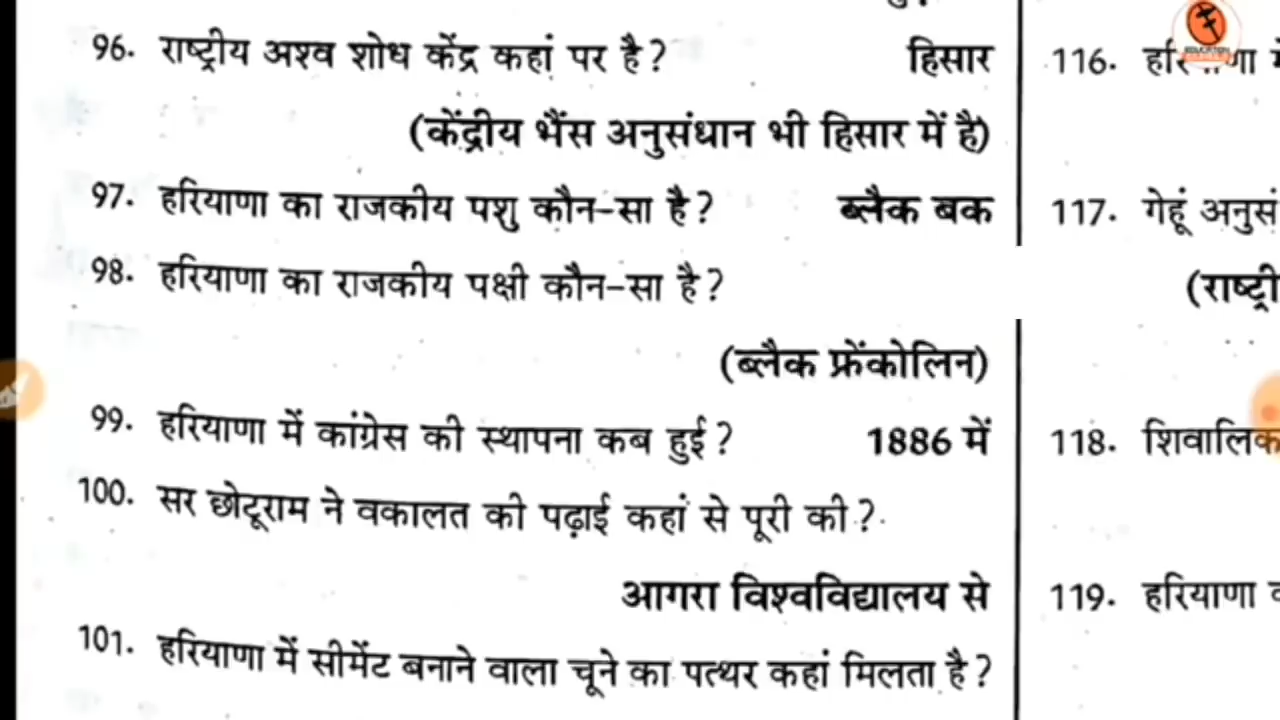 96. राष्ट्रीय अश्व शोध केंद्र कहां पर है? हिसार
(केंद्रीय भैंस अनुसंधान भी हिसार में है)
97. हरियाणा का राजकीय पशु कौन-सा है? ब्लैक बक
98. हरियाणा का राजकीय पक्षी कौन-सा है?
(ब्लैक फ्रेंकोलिन)
99. हरियाणा में कांग्रेस की स्थापना कब हुई? 1886 में
100. सर छोटूराम ने वकालत की पढ़ाई कहां से पूरी की?
आगरा विश्वविद्यालय से
101. हरियाणा में सीमेंट बनाने वाला चूने का पत्थर कहां मिलता है?
116.
117. गेहूं
118.
119. हरियाणा
EDUCATION